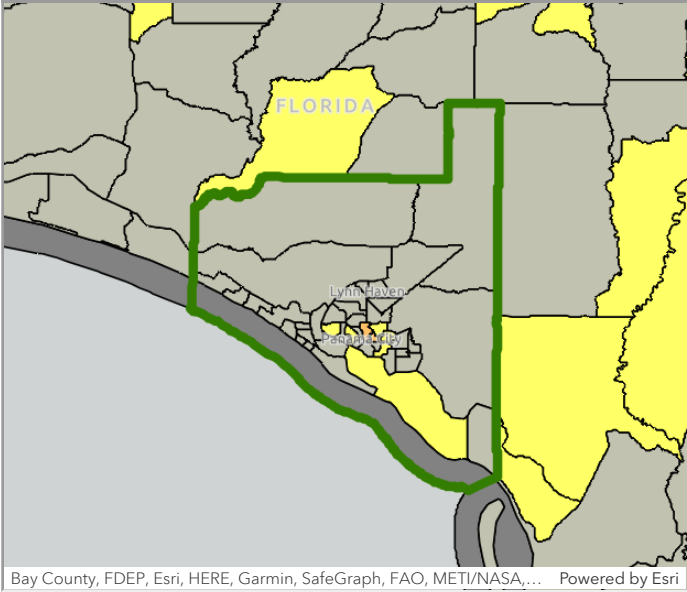 FLORIDA
Lynn Haven
Panama City
Bay County, FDEP, Esri, HERE, Garmin, SafeGraph, FAO, METI/NASA,... Powered by Esri